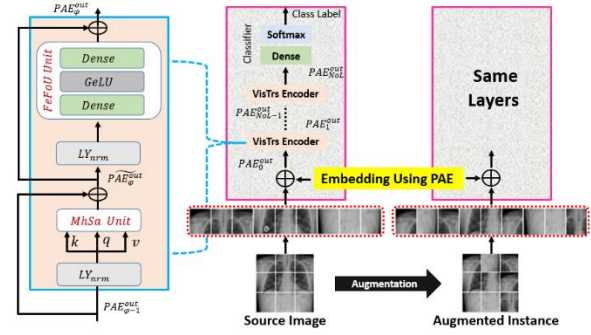 PAE_φ^out
FeFoU Unit
Dense
GeLU
Dense
LY_nrm
PAE_φ^out
MhSa Unit
k q v
LY_nrm
PAE_φ-1^out
Class Label
Classifier
Softmax
Dense
PAE_NoL^out
VisTrs Encoder
PAE_NoL-1^out
PAE_1^out
VisTrs Encoder
PAE_0^out
Embedding Using PAE
Same
Layers
Augmentation
Source Image
Augmented Instance